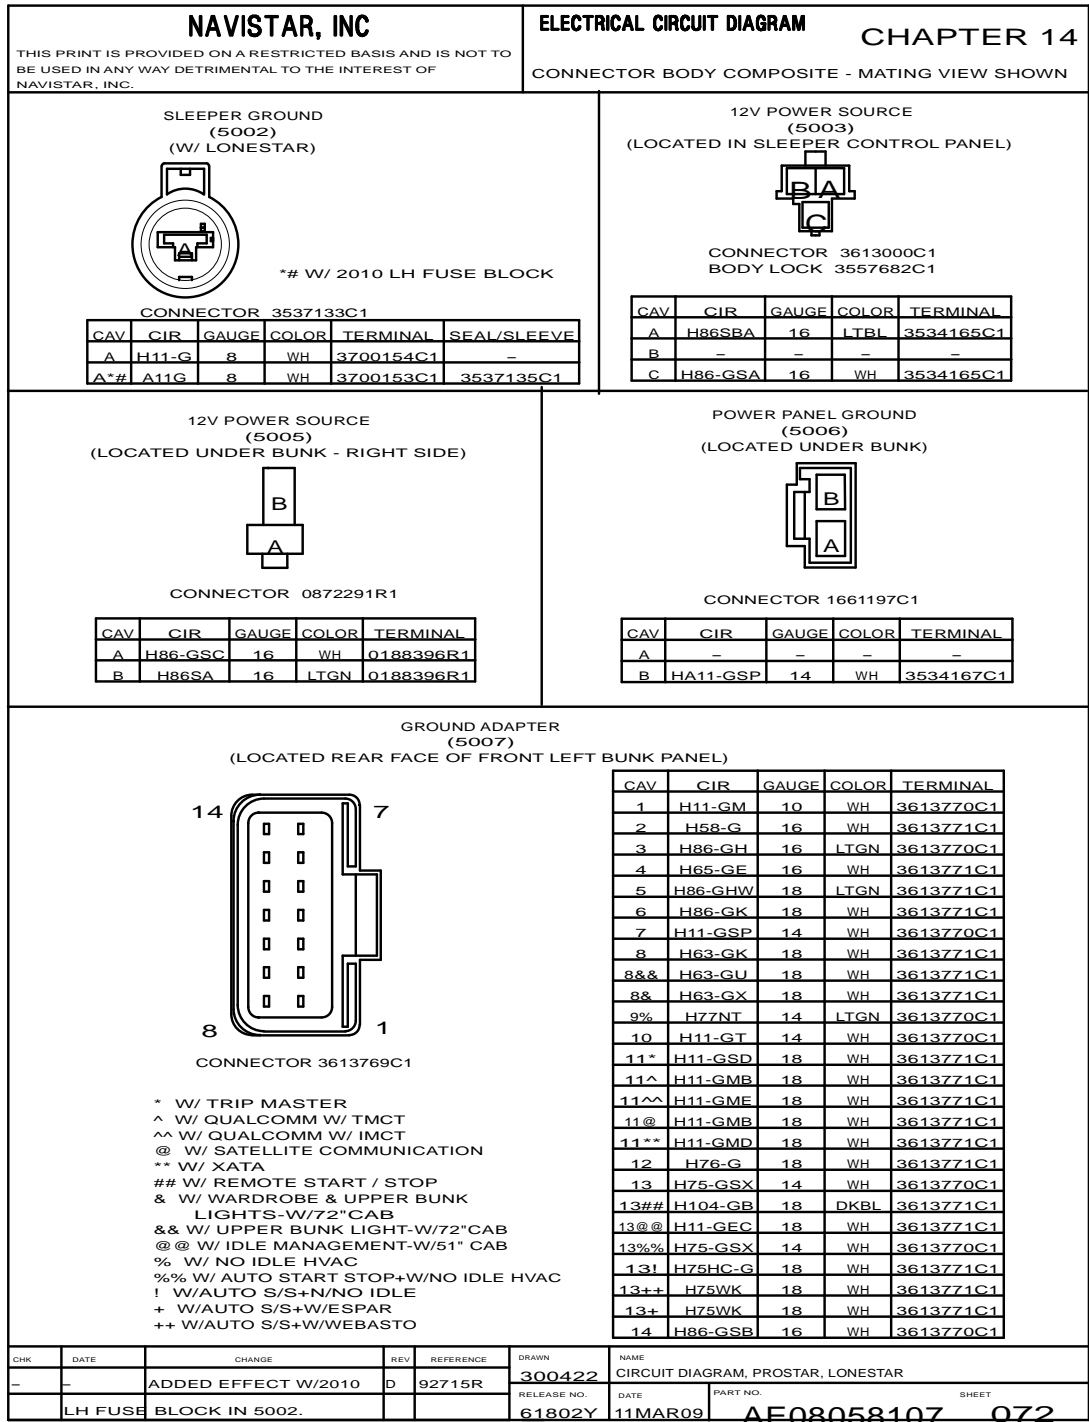 NAVISTAR, INC
THIS PRINT IS PROVIDED ON A RESTRICTED BASIS AND IS NOT TO
BE USED IN ANY WAY DETRIMENTAL TO THE INTEREST OF
NAVISTAR, INC.
ELECTRICAL CIRCUIT DIAGRAM
CHAPTER 14
CONNECTOR BODY COMPOSITE - MATING VIEW SHOWN
SLEEPER GROUND
(5002)
(W/ LONESTAR)
A
*# W/ 2010 LH FUSE BLOCK
CONNECTOR 3537133C1
CAV CIR GAUGE COLOR TERMINAL SEAL/SLEEVE
A H11-G 8 WH 3700154C1 –
A*# A11G 8 WH 3700153C1 3537135C1
12V POWER SOURCE
(5003)
(LOCATED IN SLEEPER CONTROL PANEL)
B A
C
CONNECTOR 3613000C1
BODY LOCK 3557682C1
CAV CIR GAUGE COLOR TERMINAL
A H86SBA 16 LTBL 3534165C1
B – – – –
C H86-GSA 16 WH 3534165C1
12V POWER SOURCE
(5005)
(LOCATED UNDER BUNK - RIGHT SIDE)
B
A
CONNECTOR 0872291R1
CAV CIR GAUGE COLOR TERMINAL
A H86-GSC 16 WH 0188396R1
B H86SA 16 LTGN 0188396R1
POWER PANEL GROUND
(5006)
(LOCATED UNDER BUNK)
B
A
CONNECTOR 1661197C1
CAV CIR GAUGE COLOR TERMINAL
A – – – –
B HA11-GSP 14 WH 3534167C1
GROUND ADAPTER
(5007)
(LOCATED REAR FACE OF FRONT LEFT BUNK PANEL)
14 7
8 1
CONNECTOR 3613769C1
* W/ TRIP MASTER
^ W/ QUALCOMM W/ TMCT
^^ W/ QUALCOMM W/ IMCT
@ W/ SATELLITE COMMUNICATION
** W/ XATA
## W/ REMOTE START / STOP
& W/ WARDROBE & UPPER BUNK
LIGHTS-W/72"CAB
&& W/ UPPER BUNK LIGHT-W/72"CAB
@@ W/ IDLE MANAGEMENT-W/51" CAB
% W/ NO IDLE HVAC
%% W/ AUTO START STOP+W/NO IDLE HVAC
! W/AUTO S/S+N/NO IDLE
+ W/AUTO S/S+W/ESPAR
++ W/AUTO S/S+W/WEBASTO
CAV CIR GAUGE COLOR TERMINAL
1 H11-GM 10 WH 3613770C1
2 H58-G 16 WH 3613771C1
3 H86-GH 16 LTGN 3613770C1
4 H65-GE 16 WH 3613771C1
5 H86-GHW 18 LTGN 3613771C1
6 H86-GK 18 WH 3613771C1
7 H11-GSP 14 WH 3613770C1
8 H63-GK 18 WH 3613771C1
8&& H63-GU 18 WH 3613771C1
8& H63-GX 18 WH 3613771C1
9% H77NT 14 LTGN 3613770C1
10 H11-GT 14 WH 3613770C1
11* H11-GSD 18 WH 3613771C1
11^ H11-GMB 18 WH 3613771C1
11^^ H11-GME 18 WH 3613771C1
11@ H11-GMB 18 WH 3613771C1
11** H11-GMD 18 WH 3613771C1
12 H76-G 18 WH 3613771C1
13 H75-GSX 14 WH 3613770C1
13## H104-GB 18 DKBL 3613771C1
13@@ H11-GEC 18 WH 3613771C1
13%% H75-GSX 14 WH 3613771C1
13! H75HC-G 18 WH 3613771C1
13++ H75WK 18 WH 3613771C1
13+ H75WK 18 WH 3613771C1
14 H86-GSB 16 WH 3613770C1
CHK DATE CHANGE REV REFERENCE
– – ADDED EFFECT W/2010 D 92715R
LH FUSE BLOCK IN 5002.
DRAWN
300422
NAME
CIRCUIT DIAGRAM, PROSTAR, LONESTAR
RELEASE NO.
61802Y
DATE
11MAR09
PART NO.
AE08058107
SHEET
072